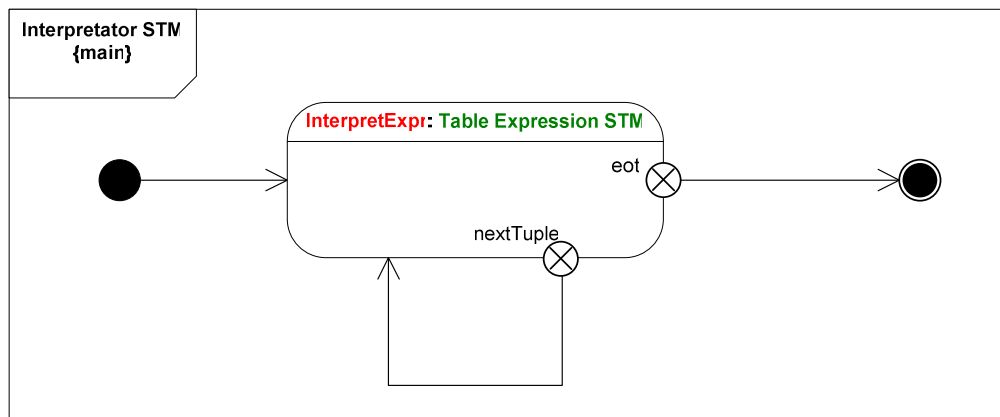 Interpretator STM
{main}
InterpretExpr: Table Expression STM
eot
nextTuple